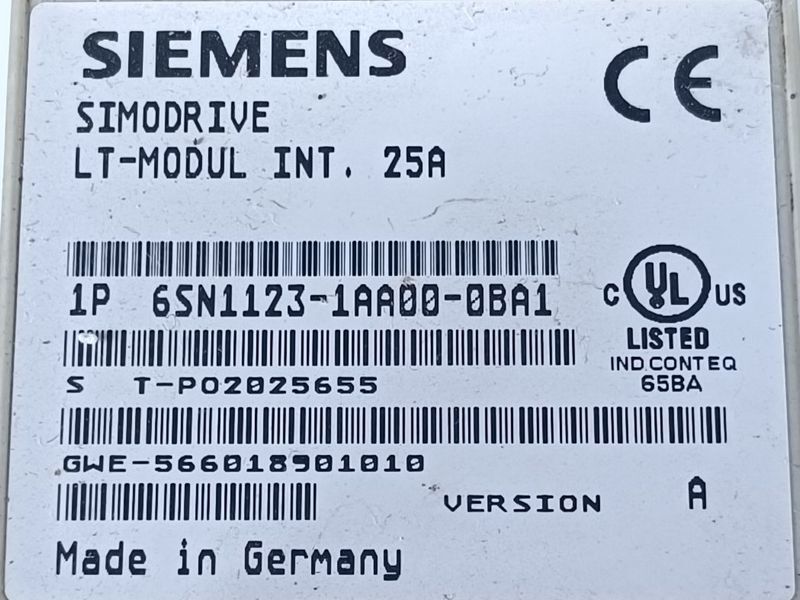 SIEMENS
CE
SIMODRIVE
LT-MODUL INT. 25A
1P 6SN1123-1AA00-0BA1
C UL US
LISTED
IND.CONT.EQ
65BA
S T-PO2025655
GWE-566018901010
VERSION A
Made in Germany